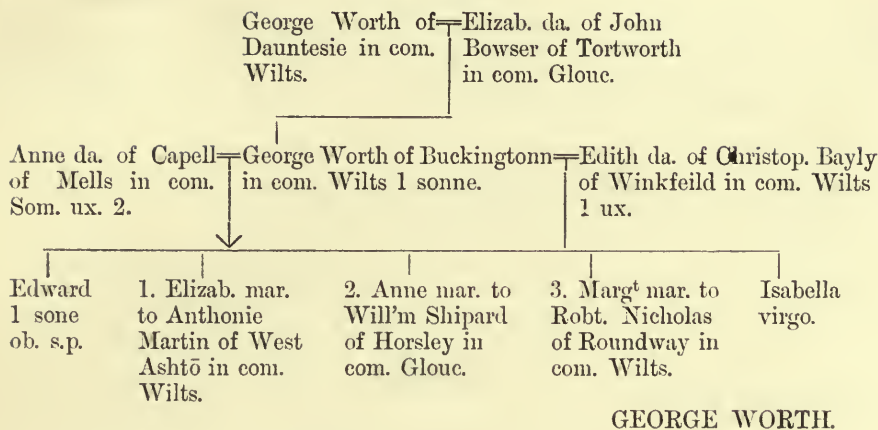 George Worth of
Dauntesie in com.
Wilts.
Elizab. da. of John
Bowser of Tortworth
in com. Glouc.
Anne da. of Capell
of Mells in com.
Som. ux. 2.
George Worth of Buckingtonn
in com. Wilts 1 sonne.
Edith da. of Christop. Bayly
of Winkfeild in com. Wilts
1 ux.
Edward
1 sone
ob. s.p.
1. Elizab. mar.
to Anthonie
Martin of West
Ashtō in com.
Wilts.
2. Anne mar. to
Will'm Shipard
of Horsley in
com. Glouc.
3. Margᵗ mar. to
Robt. Nicholas
of Roundway in
com. Wilts.
Isabella
virgo.
GEORGE WORTH.